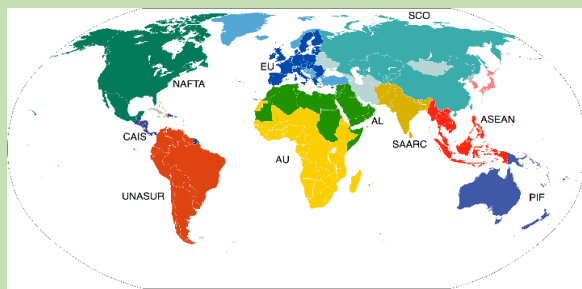 SCO
EU
NAFTA
CAIS
AL
ASEAN
SAARC
AU
UNASUR
PIF